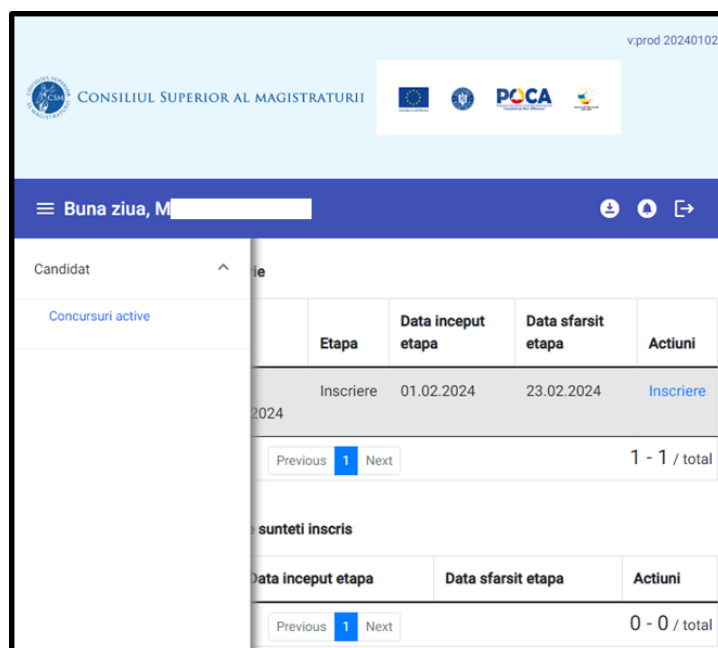 v:prod 20240102
CONSILIUL SUPERIOR AL MAGISTRATURII
CSM
POCA
Buna ziua, M
Candidat
Concursuri active
rie
Etapa
Data inceput etapa
Data sfarsit etapa
Actiuni
2024
Inscriere
01.02.2024
23.02.2024
Inscriere
Previous 1 Next
1 - 1 / total
sunteti inscris
Data inceput etapa
Data sfarsit etapa
Actiuni
Previous 1 Next
0 - 0 / total